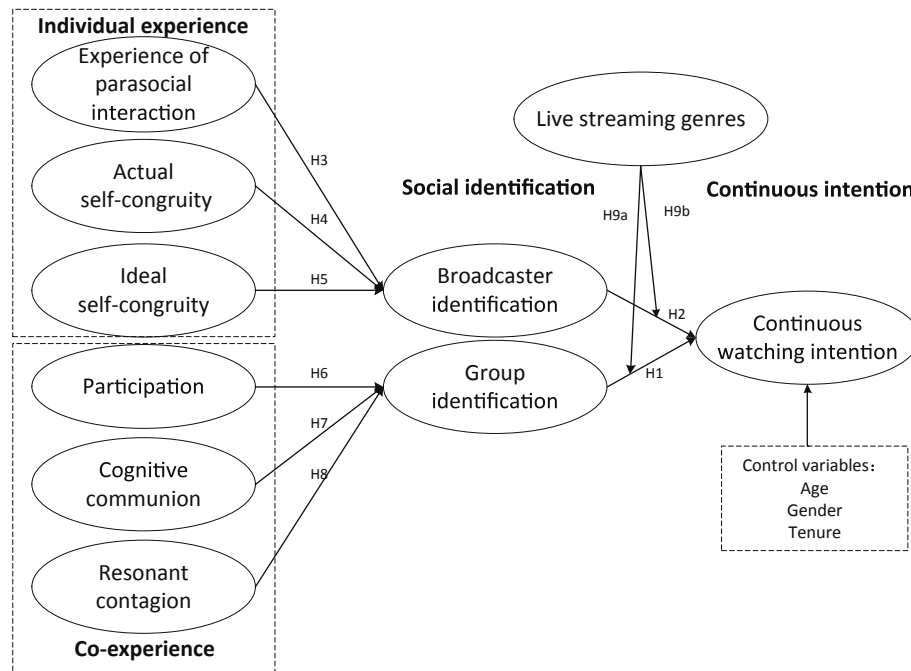 Individual experience
Experience of
parasocial
interaction
Actual
self-congruity
Ideal
self-congruity
Participation
Cognitive
communion
Resonant
contagion
Co-experience
H3
H4
H5
H6
H7
H8
Social identification
Broadcaster
identification
Group
identification
Live streaming genres
H9a
H9b
H2
H1
Continuous intention
Continuous
watching intention
Control variables：
Age
Gender
Tenure